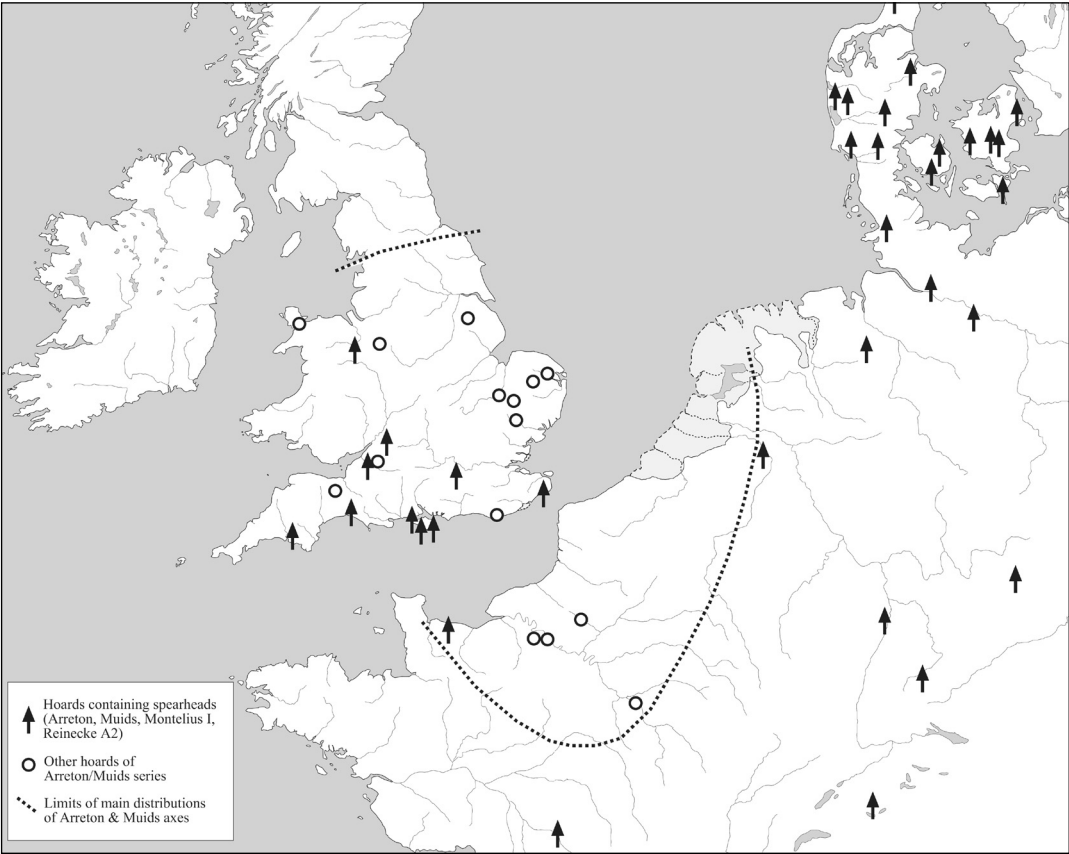 Hoards containing spearheads
(Arreton, Muids, Montelius I,
Reinecke A2)
Other hoards of
Arreton/Muids series
Limits of main distributions
of Arreton & Muids axes